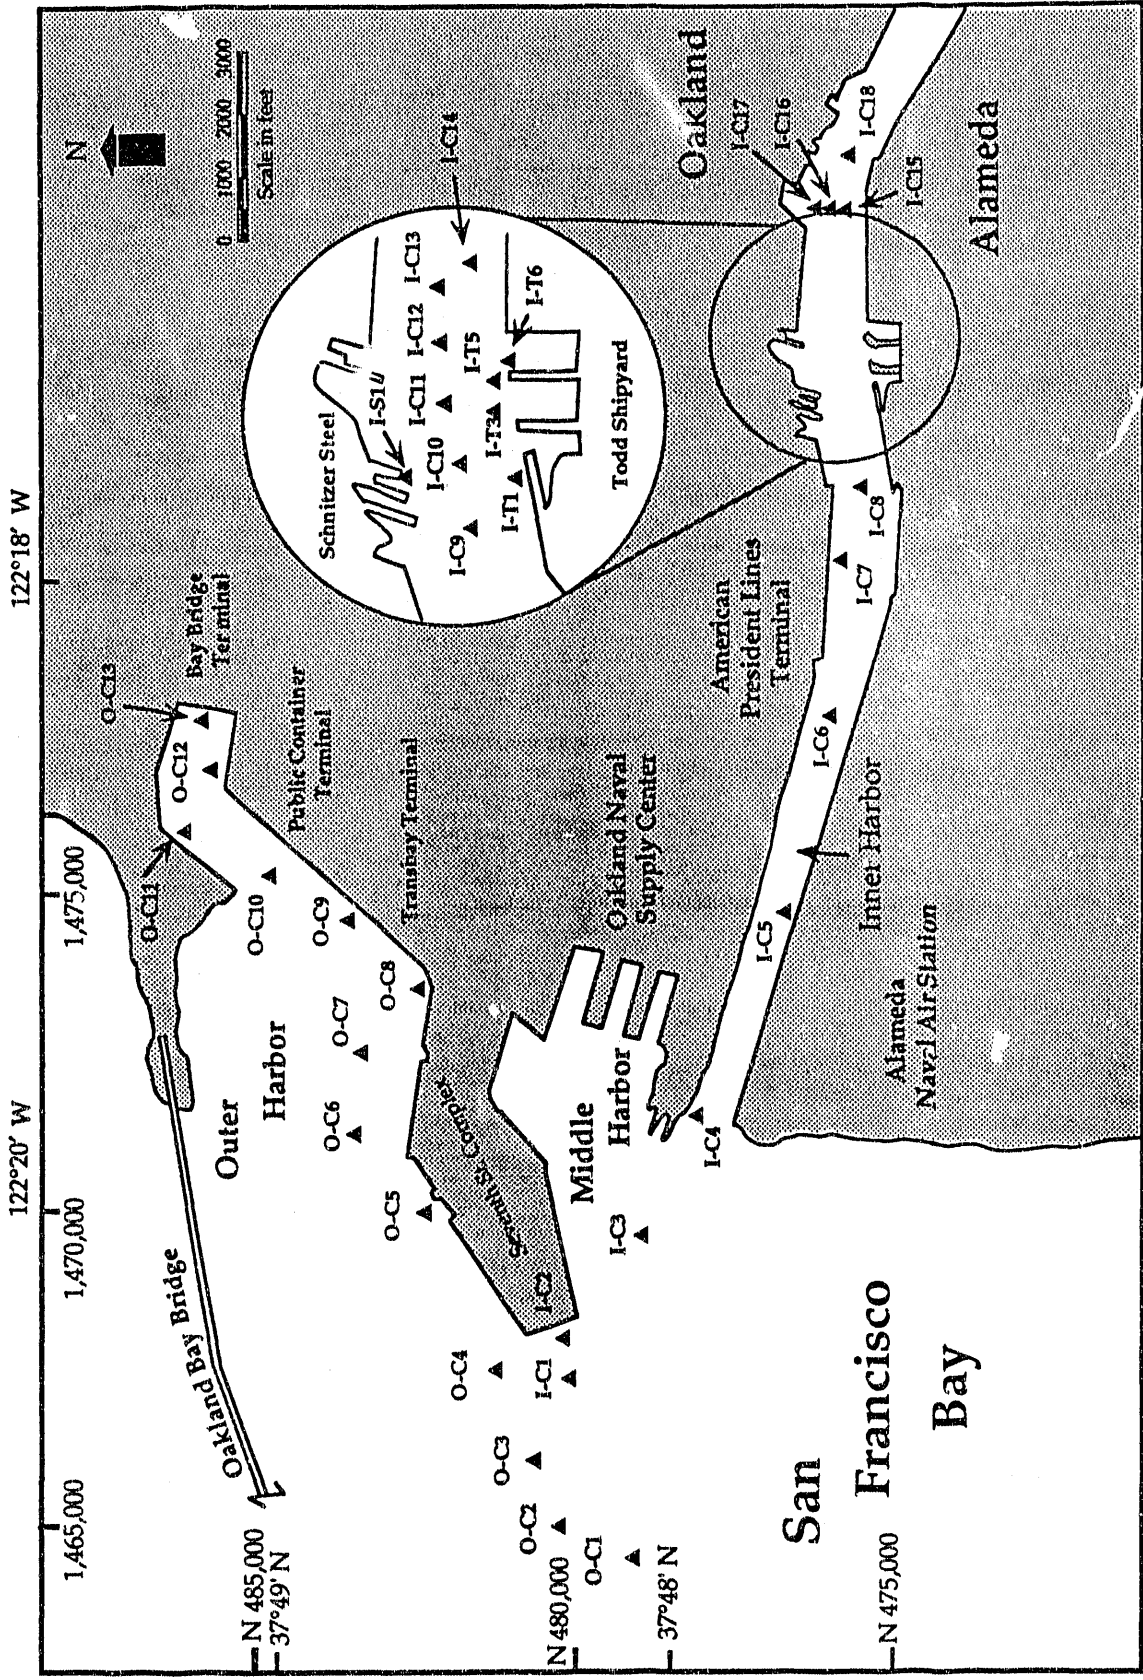 122°20' W
122°18' W
1,465,000
1,470,000
1,475,000
N 485,000
37°49' N
N 480,000
37°48' N
N 475,000
N
0 1000 2000 3000
Scale in feet
Oakland Bay Bridge
Outer
Harbor
O-C1
O-C2
O-C3
O-C4
O-C5
O-C6
O-C7
O-C8
O-C9
O-C10
O-C11
O-C12
O-C13
Bay Bridge
Terminal
Public Container
Terminal
Transbay Terminal
Seventh St. Complex
Oakland Naval
Supply Center
Middle
Harbor
I-C1
I-C2
I-C3
I-C4
I-C5
I-C6
I-C7
I-C8
American
President Lines
Terminal
Inner Harbor
Alameda
Naval Air Station
San
Francisco
Bay
Schnitzer Steel
I-S1
I-C9
I-C10
I-C11
I-C12
I-C13
I-C14
I-T1
I-T3
I-T5
I-T6
Todd Shipyard
Oakland
I-C17
I-C16
I-C18
I-C15
Alameda